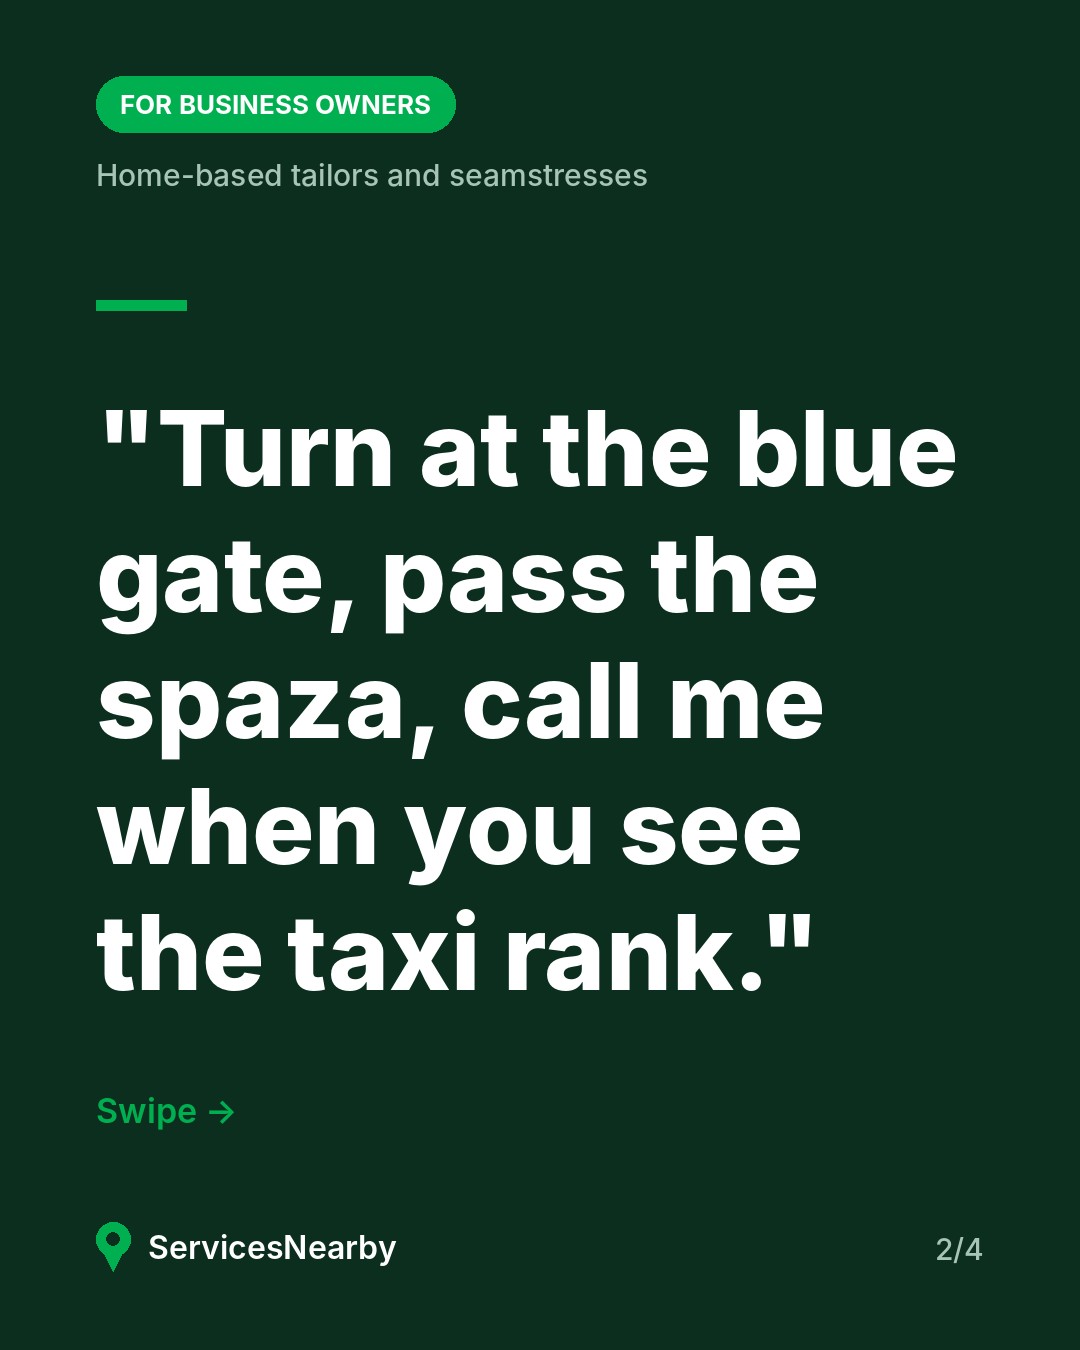 FOR BUSINESS OWNERS
Home-based tailors and seamstresses
"Turn at the blue
gate, pass the
spaza, call me
when you see
the taxi rank."
Swipe →
ServicesNearby
2/4